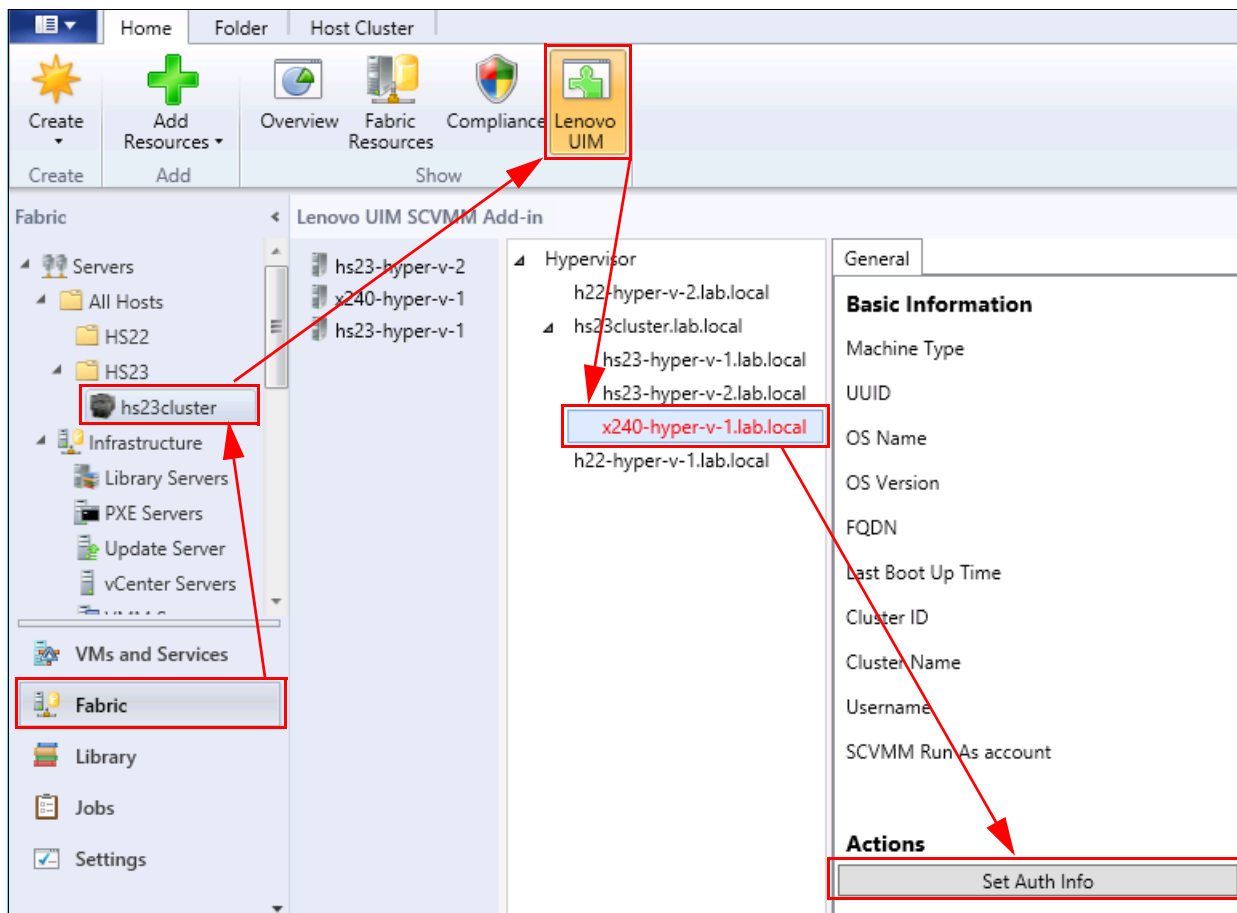 Home Folder Host Cluster
Create Add Resources Overview Fabric Resources Compliance Lenovo UIM
Create Add Show
Fabric
Servers
All Hosts
HS22
HS23
hs23cluster
Infrastructure
Library Servers
PXE Servers
Update Server
vCenter Servers
VMs and Services
Fabric
Library
Jobs
Settings
Lenovo UIM SCVMM Add-in
hs23-hyper-v-2
x240-hyper-v-1
hs23-hyper-v-1
Hypervisor
h22-hyper-v-2.lab.local
hs23cluster.lab.local
hs23-hyper-v-1.lab.local
hs23-hyper-v-2.lab.local
x240-hyper-v-1.lab.local
h22-hyper-v-1.lab.local
General
Basic Information
Machine Type
UUID
OS Name
OS Version
FQDN
Last Boot Up Time
Cluster ID
Cluster Name
Username
SCVMM Run As account
Actions
Set Auth Info